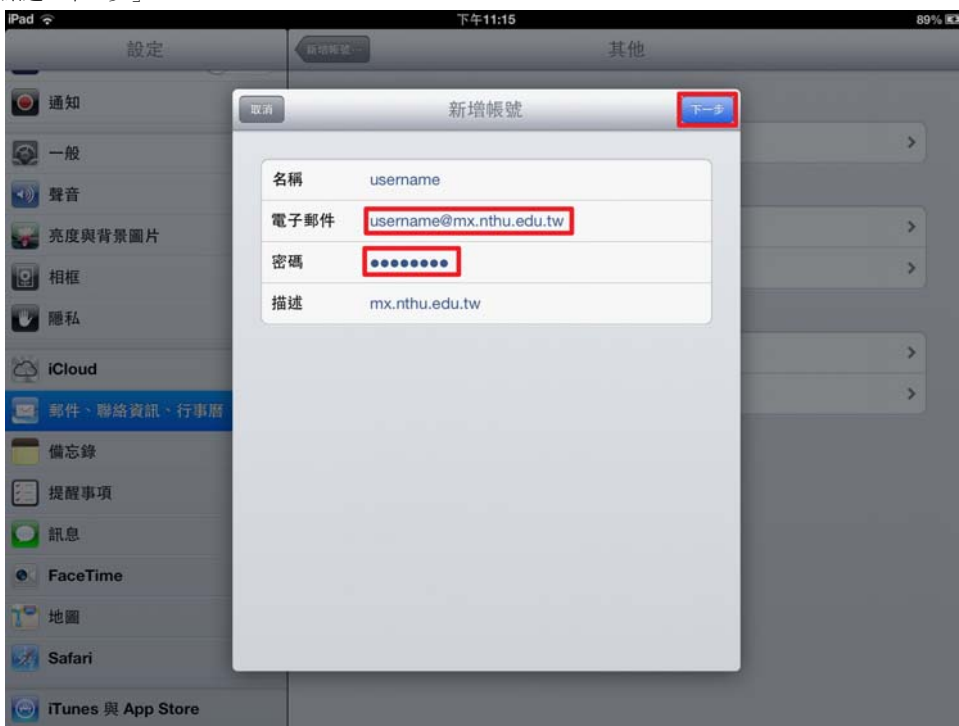 iPad 下午11:15 89%
設定
新增帳號…
其他
通知
一般
聲音
亮度與背景圖片
相框
隱私
iCloud
郵件、聯絡資訊、行事曆
備忘錄
提醒事項
訊息
FaceTime
地圖
Safari
iTunes 與 App Store
取消
新增帳號
下一步
名稱 username
電子郵件 username@mx.nthu.edu.tw
密碼 ●●●●●●●●
描述 mx.nthu.edu.tw